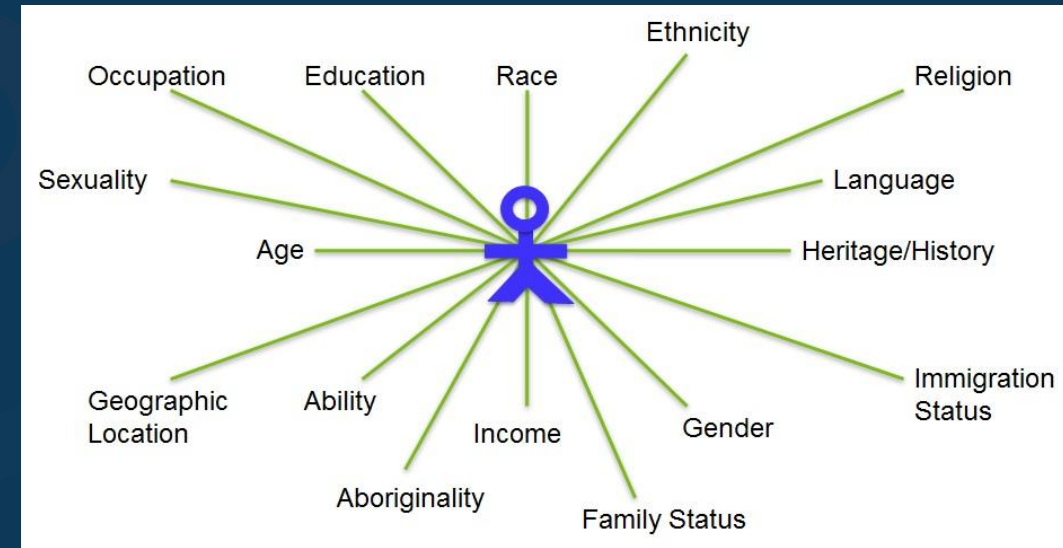 Ethnicity
Occupation
Education
Race
Religion
Sexuality
Language
Age
Heritage/History
Geographic
Location
Ability
Income
Gender
Immigration
Status
Aboriginality
Family Status